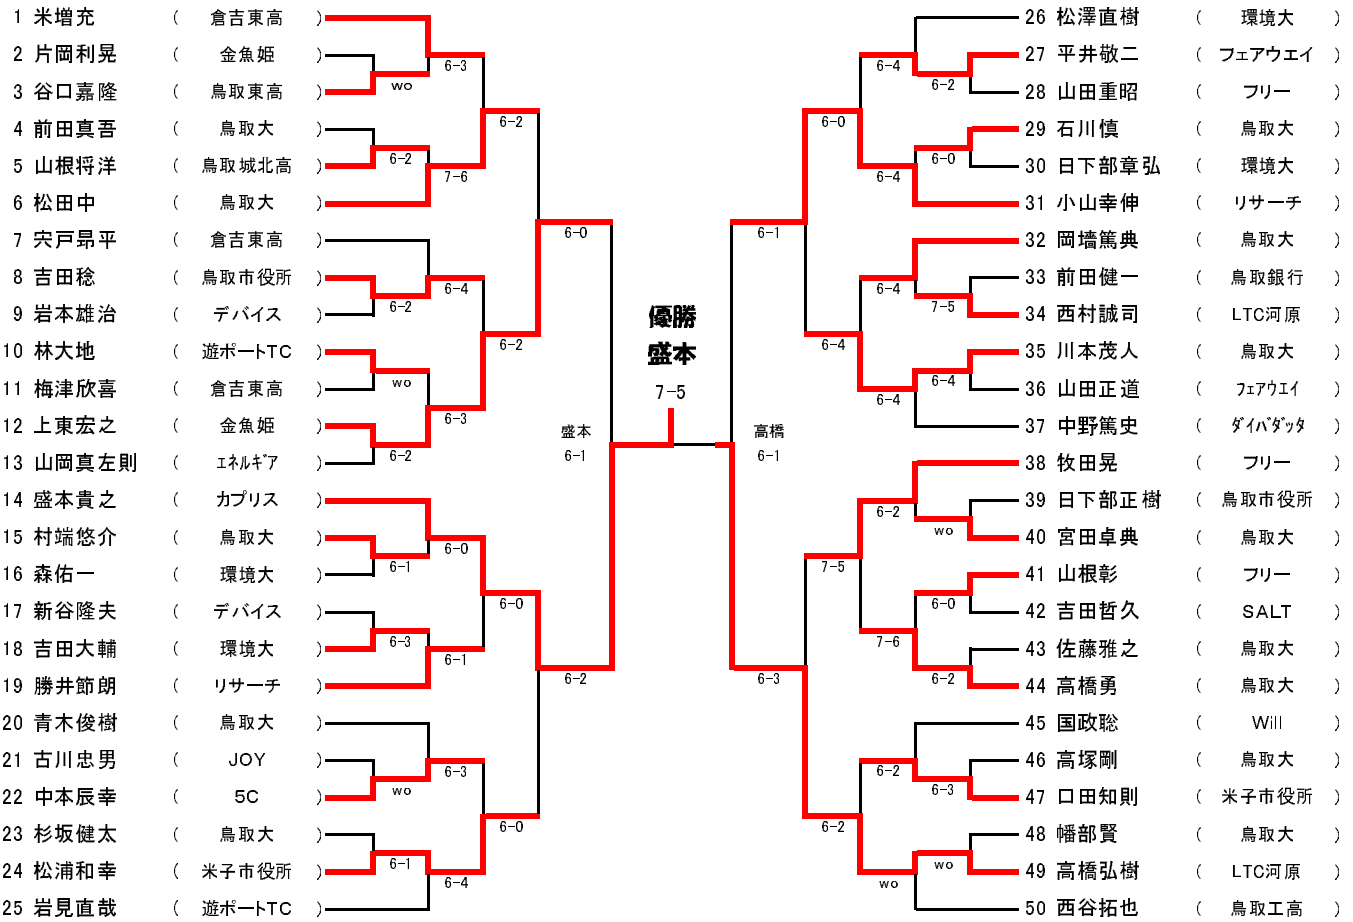 1 米増充 ( 倉吉東高 )
2 片岡利晃 ( 金魚姫 )
3 谷口嘉隆 ( 鳥取東高 )
4 前田真吾 ( 鳥取大 )
5 山根将洋 ( 鳥取城北高 )
6 松田中 ( 鳥取大 )
7 宍戸昴平 ( 倉吉東高 )
8 吉田稔 ( 鳥取市役所 )
9 岩本雄治 ( デバイス )
10 林大地 ( 遊ポートTC )
11 梅津欣喜 ( 倉吉東高 )
12 上東宏之 ( 金魚姫 )
13 山岡真左則 ( エネルギア )
14 盛本貴之 ( カプリス )
15 村端悠介 ( 鳥取大 )
16 森佑一 ( 環境大 )
17 新谷隆夫 ( デバイス )
18 吉田大輔 ( 環境大 )
19 勝井節朗 ( リサーチ )
20 青木俊樹 ( 鳥取大 )
21 古川忠男 ( JOY )
22 中本辰幸 ( 5C )
23 杉坂健太 ( 鳥取大 )
24 松浦和幸 ( 米子市役所 )
25 岩見直哉 ( 遊ポートTC )
wo
6-2
6-2
wo
6-2
6-1
6-3
wo
6-1
6-3
7-6
6-4
6-3
6-0
6-1
6-3
6-4
6-2
6-2
6-0
6-0
6-0
6-2
盛本
6-1
優勝
盛本
7-5
高橋
6-1
6-1
6-3
6-0
6-4
7-5
6-2
6-4
6-4
6-4
6-4
6-2
7-6
6-2
wo
6-2
6-0
7-5
6-4
wo
6-0
6-2
6-3
wo
26 松澤直樹 ( 環境大 )
27 平井敬二 ( フェアウエイ )
28 山田重昭 ( フリー )
29 石川慎 ( 鳥取大 )
30 日下部章弘 ( 環境大 )
31 小山幸伸 ( リサーチ )
32 岡墻篤典 ( 鳥取大 )
33 前田健一 ( 鳥取銀行 )
34 西村誠司 ( LTC河原 )
35 川本茂人 ( 鳥取大 )
36 山田正道 ( フェアウエイ )
37 中野篤史 ( ダイバダッタ )
38 牧田晃 ( フリー )
39 日下部正樹 ( 鳥取市役所 )
40 宮田卓典 ( 鳥取大 )
41 山根彰 ( フリー )
42 吉田哲久 ( SALT )
43 佐藤雅之 ( 鳥取大 )
44 高橋勇 ( 鳥取大 )
45 国政聡 ( Will )
46 高塚剛 ( 鳥取大 )
47 口田知則 ( 米子市役所 )
48 幡部賢 ( 鳥取大 )
49 高橋弘樹 ( LTC河原 )
50 西谷拓也 ( 鳥取工高 )